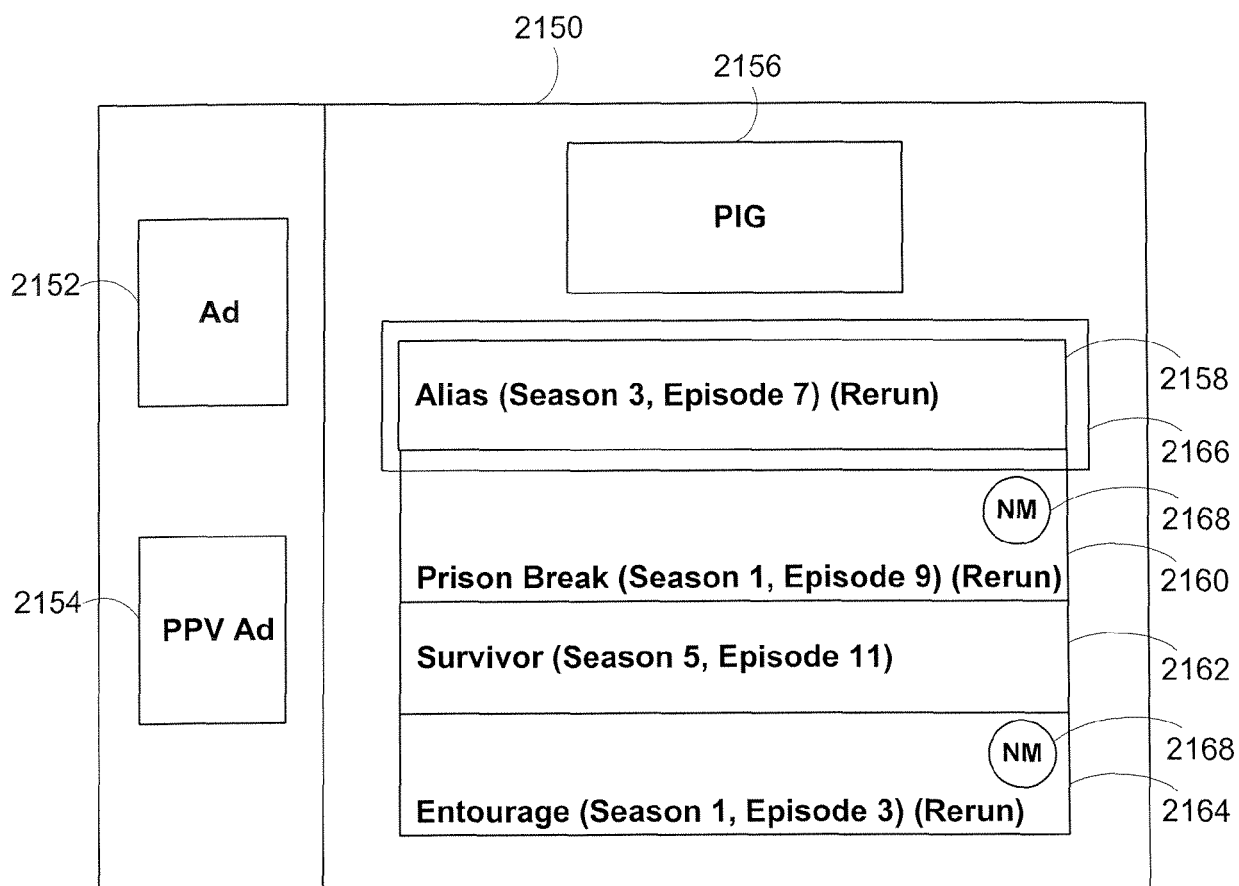 2150
2156
PIG
2152
Ad
2158
Alias (Season 3, Episode 7) (Rerun)
2166
NM
2168
Prison Break (Season 1, Episode 9) (Rerun)
2160
2154
PPV Ad
Survivor (Season 5, Episode 11)
2162
NM
2168
Entourage (Season 1, Episode 3) (Rerun)
2164